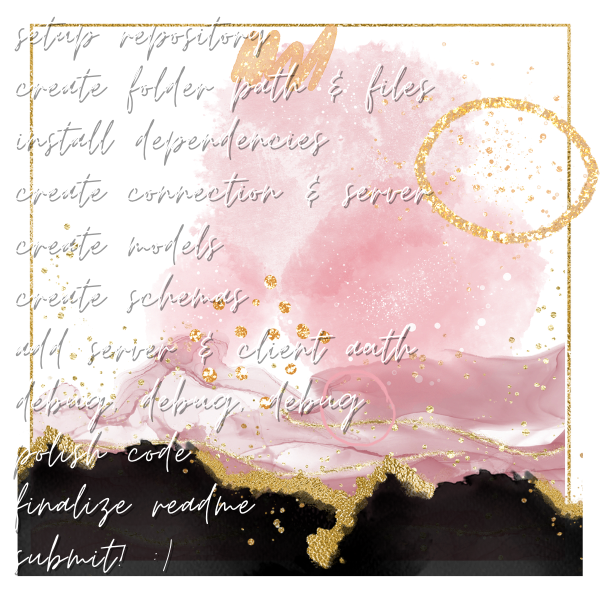 setup repository
create folder path & files
install dependencies
create connection & server
create models
create schemas
add server & client auth
debug, debug, debug
polish code
finalize readme
submit! :/